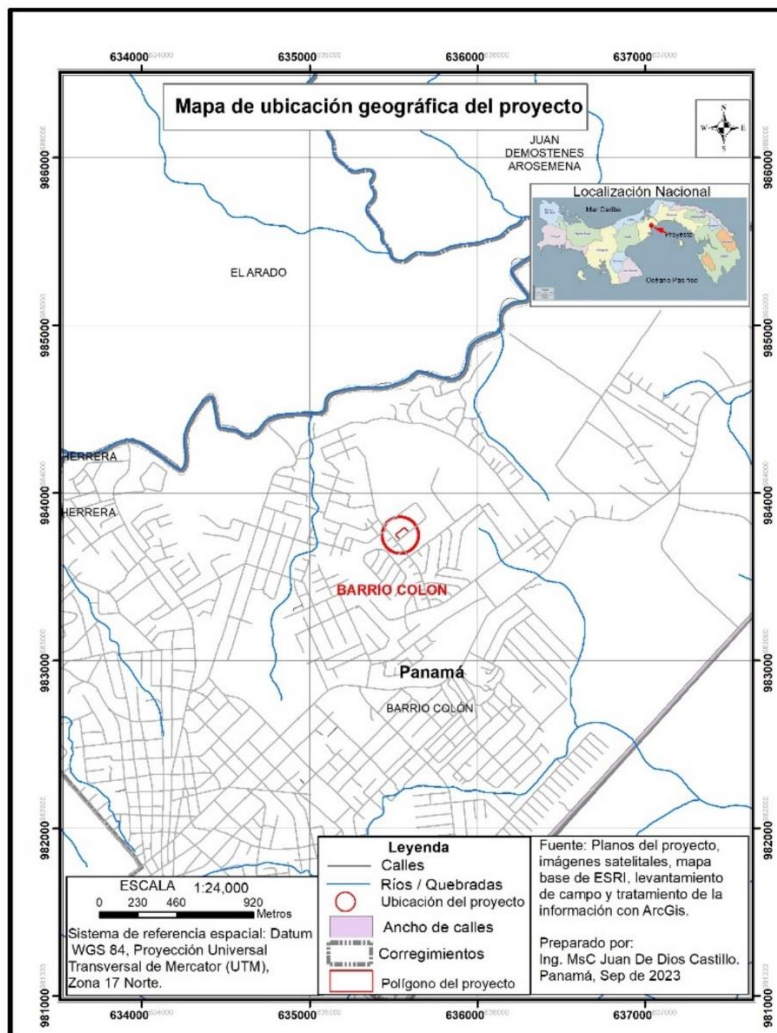 634000
635000
636000
637000
Mapa de ubicación geográfica del proyecto
N
W
E
S
986000
JUAN
DEMOSTENES
AROSEMENA
Localización Nacional
Mar Caribe
Proyecto
Océano Pacifico
EL ARADO
985000
985000
HERRERA
984000
984000
HERRERA
BARRIO COLON
983000
983000
Panamá
BARRIO COLÓN
982000
982000
ESCALA 1:24,000
0 230 460 920
Metros
Sistema de referencia espacial: Datum
WGS 84, Proyección Universal
Transversal de Mercator (UTM),
Zona 17 Norte.
Leyenda
Calles
Ríos / Quebradas
Ubicación del proyecto
Ancho de calles
Corregimientos
Polígono del proyecto
Fuente: Planos del proyecto,
imágenes satelitales, mapa
base de ESRI, levantamiento
de campo y tratamiento de la
información con ArcGis.
Preparado por:
Ing. MsC Juan De Dios Castillo.
Panamá, Sep de 2023
981000
981000
634000
635000
636000
637000